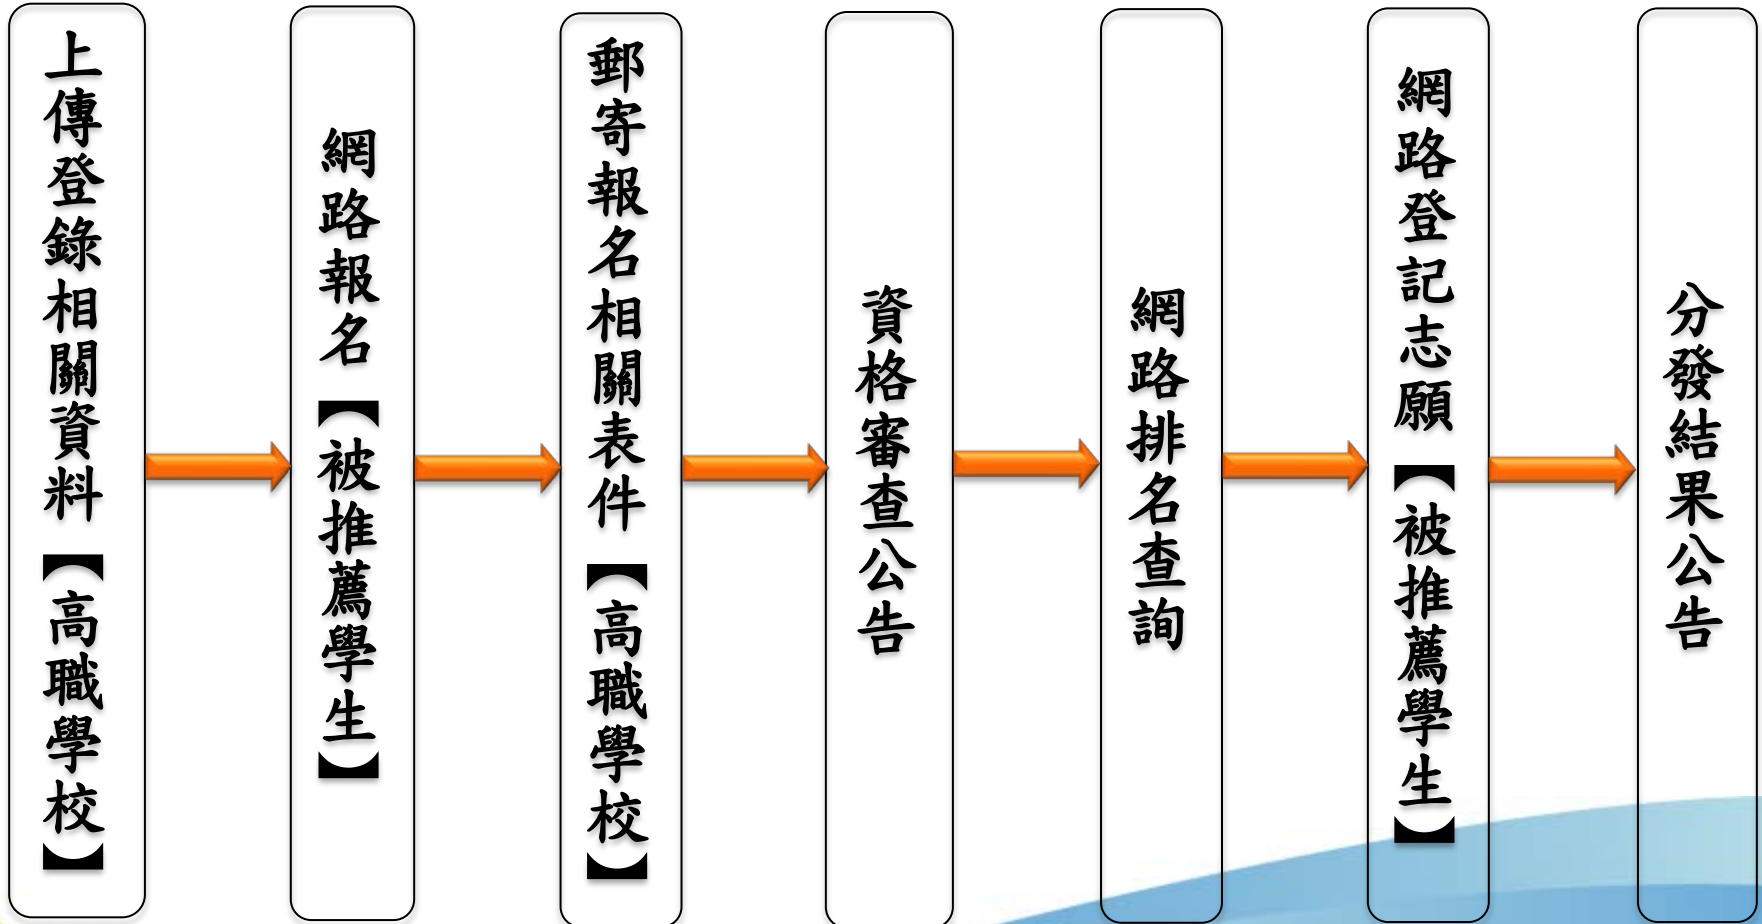 上傳登錄相關資料【高職學校】
網路報名【被推薦學生】
郵寄報名相關表件【高職學校】
資格審查公告
網路排名查詢
網路登記志願【被推薦學生】
分發結果公告